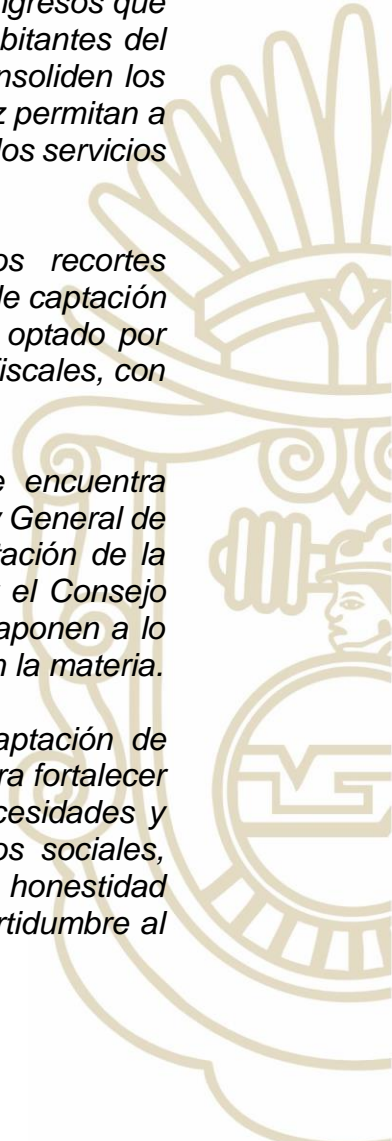 ngresos que
bitantes del
nsoliden los
z permitan a
los servicios
os recortes
de captación
optado por
fiscales, con
e encuentra
y General de
tación de la
el Consejo
aponen a lo
n la materia.
aptación de
ra fortalecer
cesidades y
os sociales,
honestidad
rtidumbre al